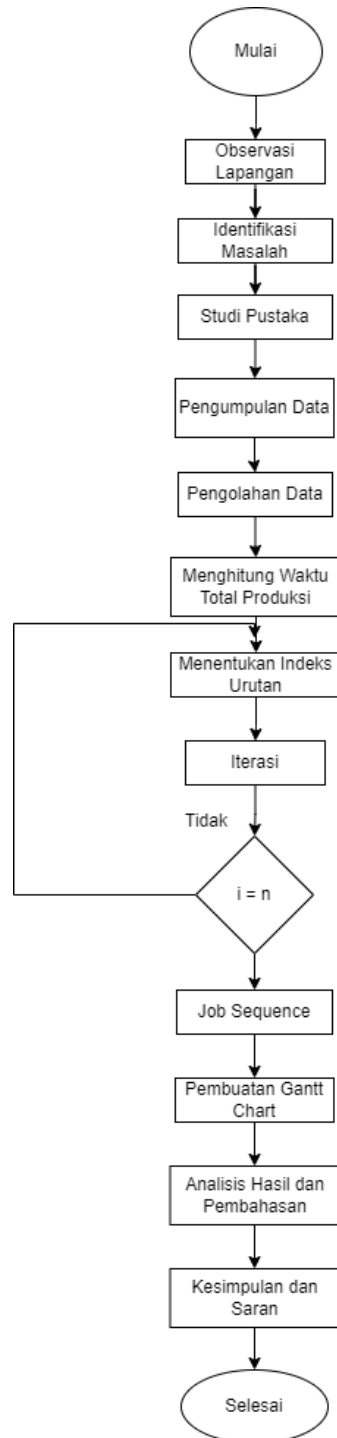 Mulai
Observasi
Lapangan
Identifikasi
Masalah
Studi Pustaka
Pengumpulan Data
Pengolahan Data
Menghitung Waktu
Total Produksi
Menentukan Indeks
Urutan
Iterasi
Tidak
i = n
Job Sequence
Pembuatan Gantt
Chart
Analisis Hasil dan
Pembahasan
Kesimpulan dan
Saran
Selesai